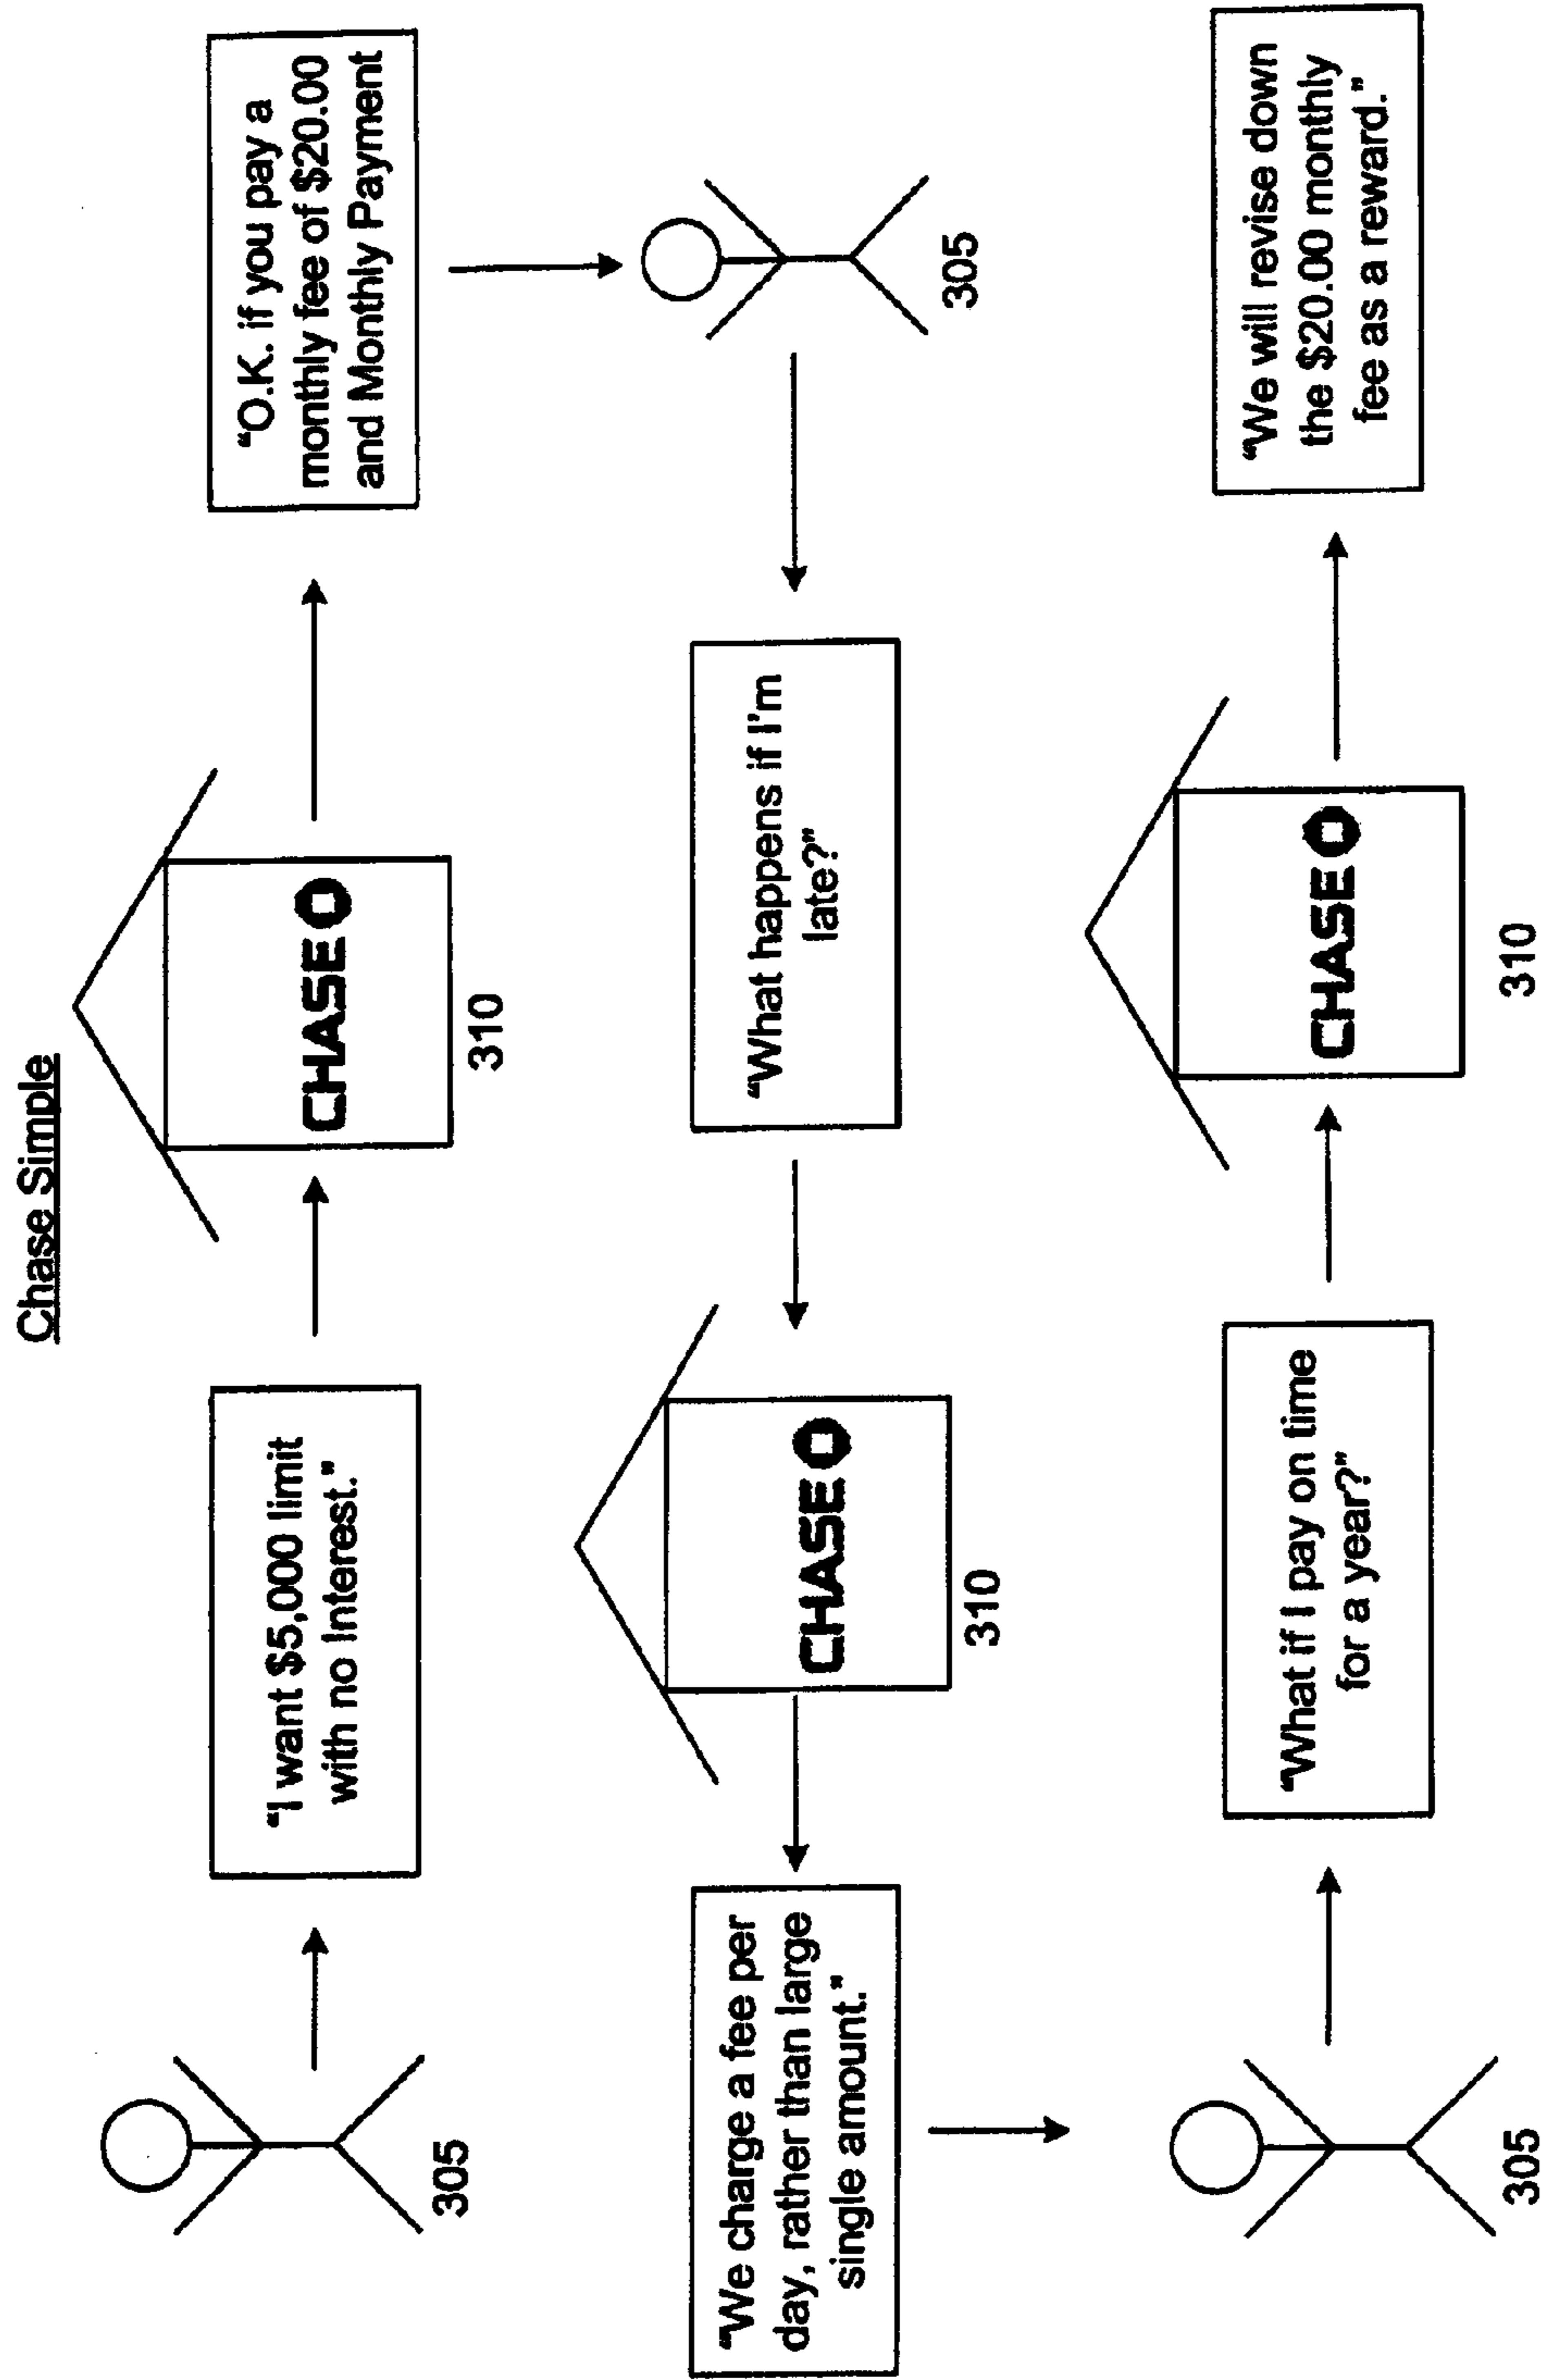 Chase Simple
305
"I want $5,000 limit
with no Interest."
CHASE
310
"O.K. if you pay a
monthly fee of $20.00
and Monthly Payment
305
"What happens if I'm
late?"
CHASE
310
"We charge a fee per
day, rather than large
single amount."
305
"What if I pay on time
for a year?"
CHASE
310
"We will revise down
the $20.00 monthly
fee as a reward."